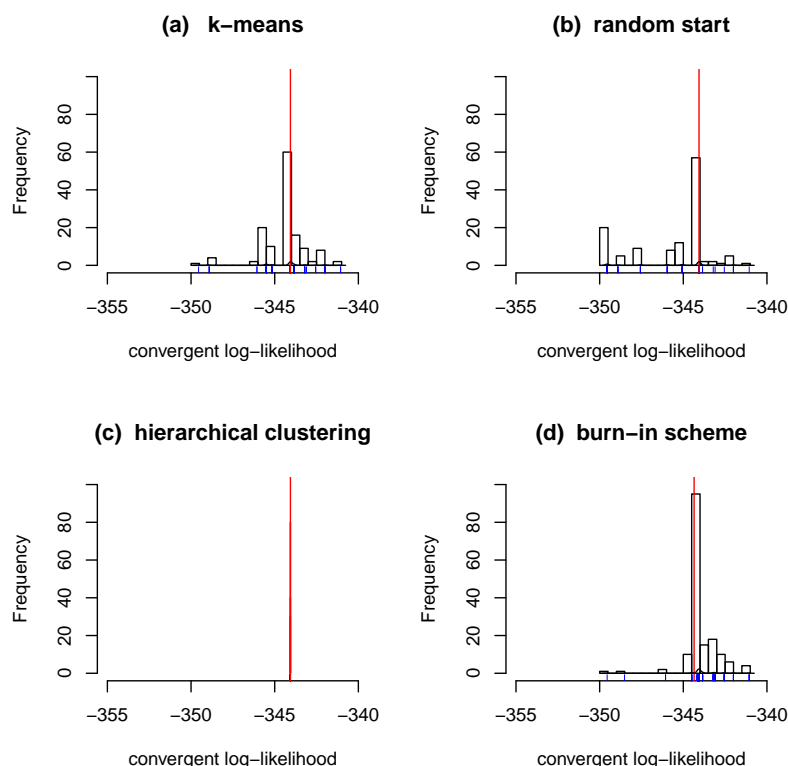 (a) k−means
Frequency
0 20 40 60 80
−355 −350 −345 −340
convergent log−likelihood
(b) random start
Frequency
0 20 40 60 80
−355 −350 −345 −340
convergent log−likelihood
(c) hierarchical clustering
Frequency
0 20 40 60 80
−355 −350 −345 −340
convergent log−likelihood
(d) burn−in scheme
Frequency
0 20 40 60 80
−355 −350 −345 −340
convergent log−likelihood